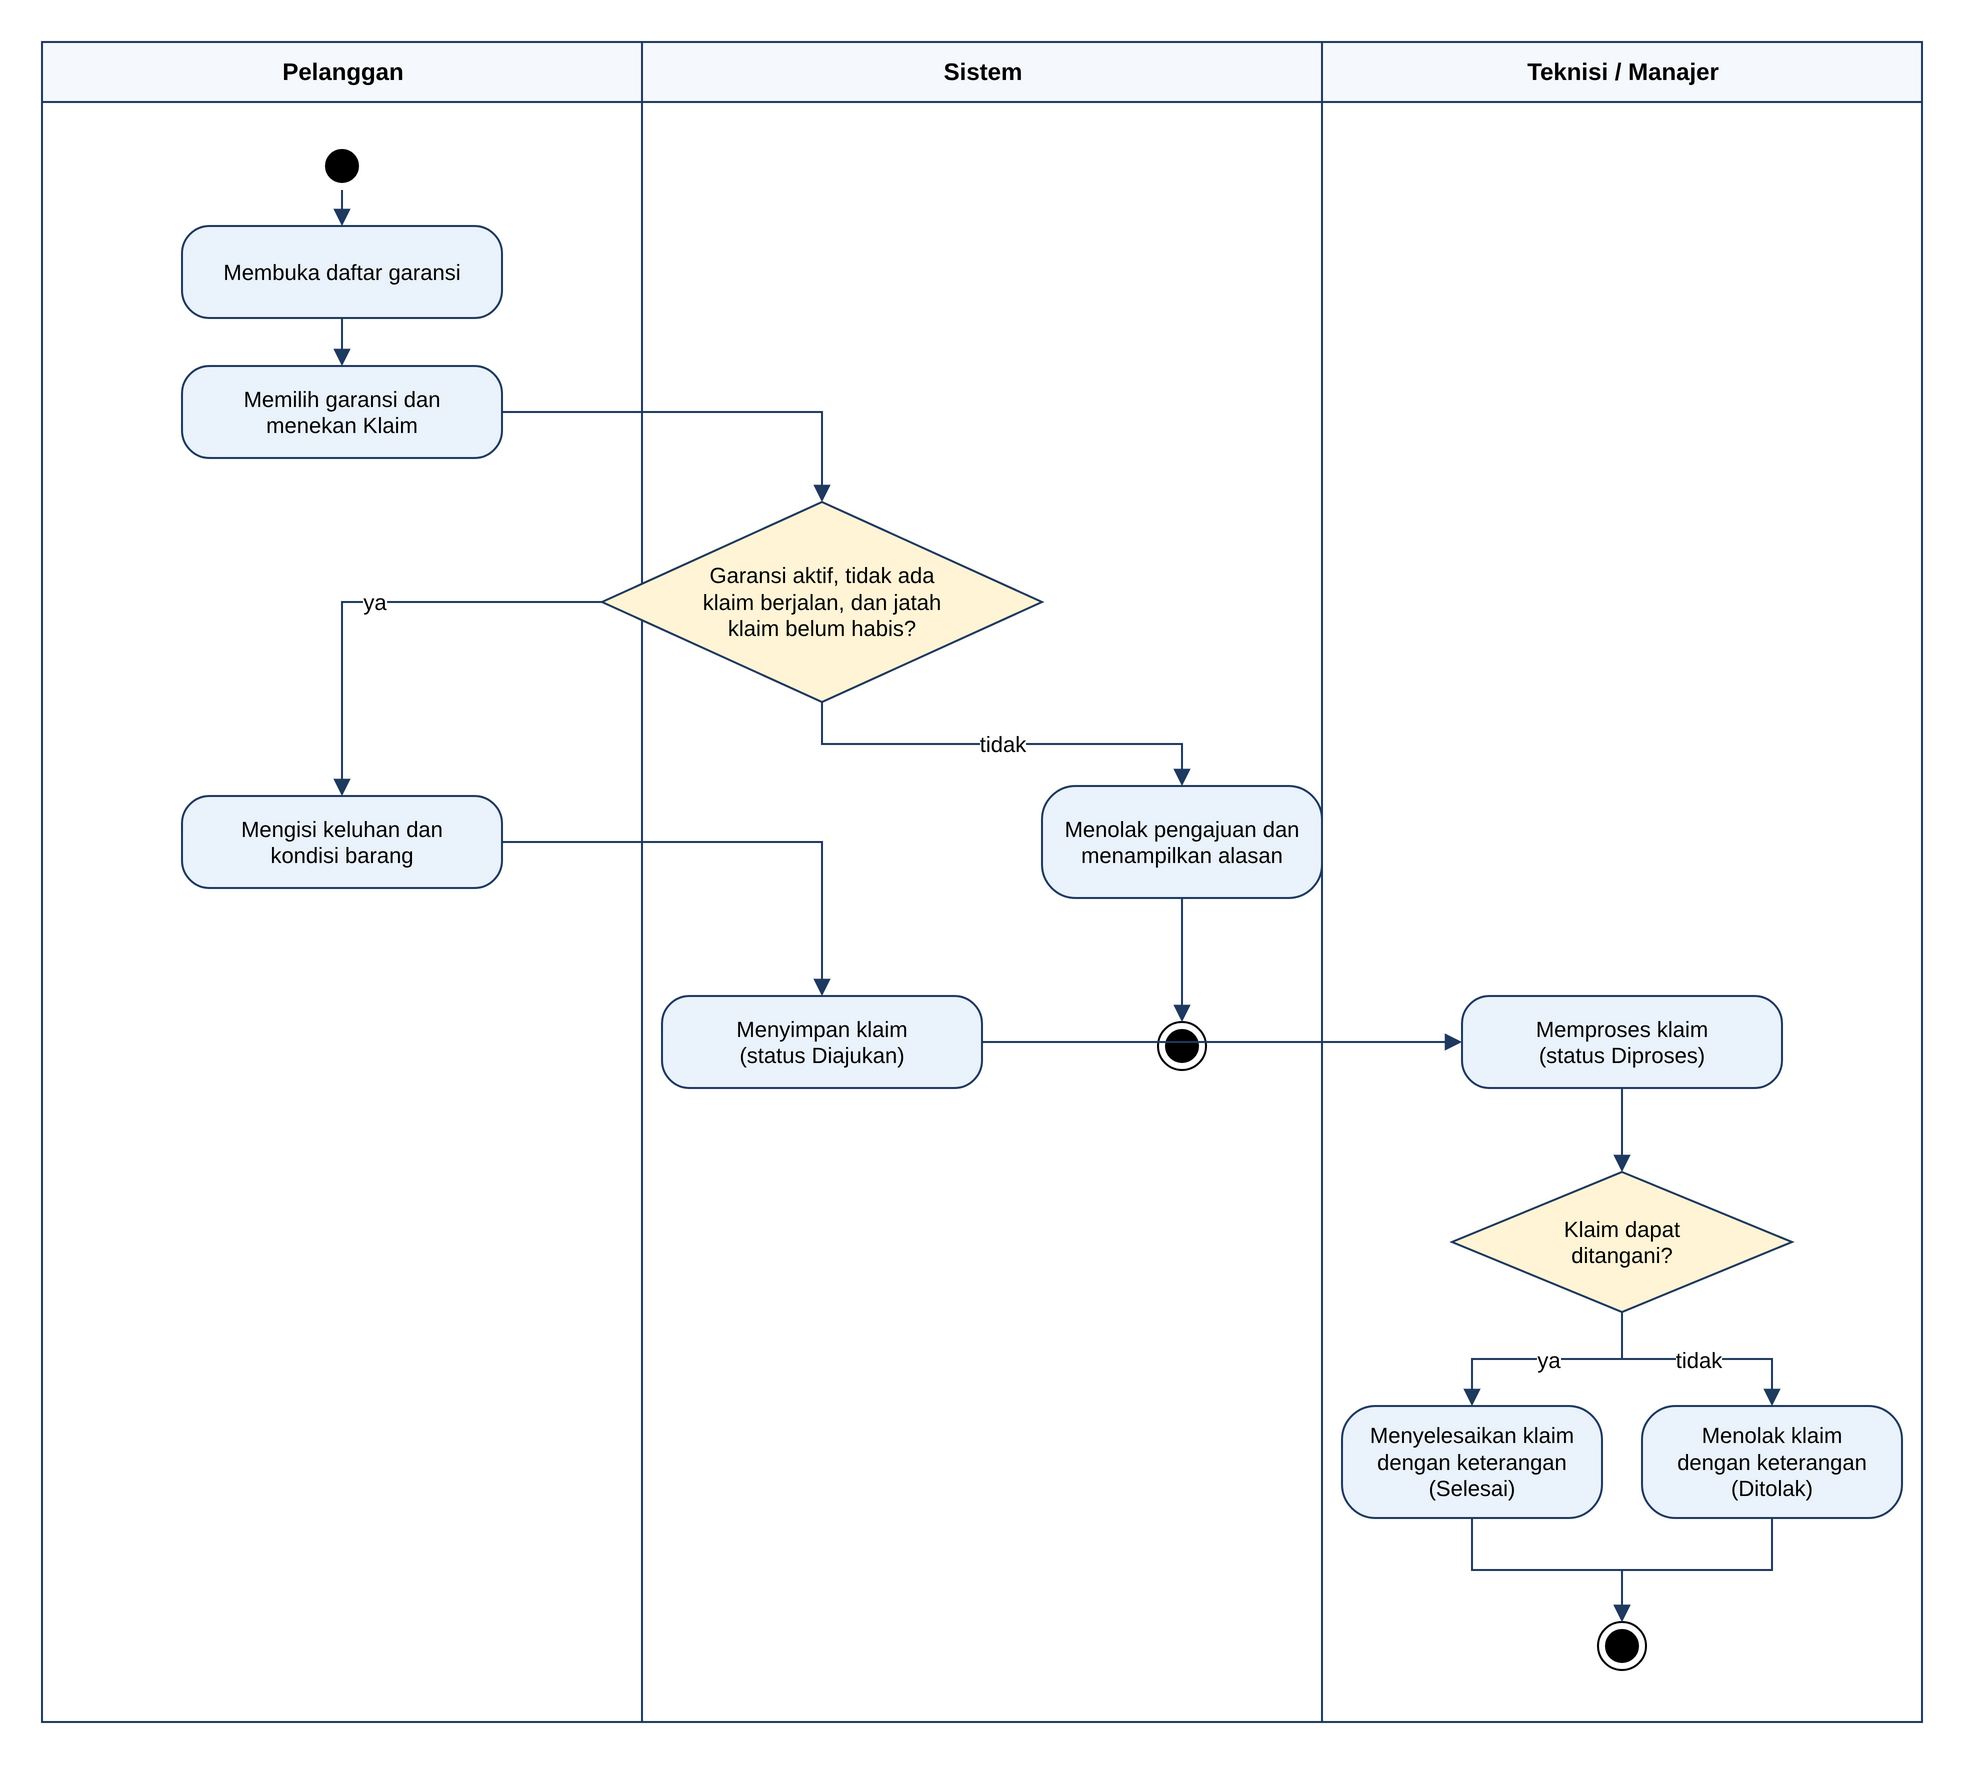 Pelanggan
Sistem
Teknisi / Manajer
Membuka daftar garansi
Memilih garansi dan
menekan Klaim
Garansi aktif, tidak ada
klaim berjalan, dan jatah
klaim belum habis?
ya
tidak
Mengisi keluhan dan
kondisi barang
Menolak pengajuan dan
menampilkan alasan
Menyimpan klaim
(status Diajukan)
Memproses klaim
(status Diproses)
Klaim dapat
ditangani?
ya
tidak
Menyelesaikan klaim
dengan keterangan
(Selesai)
Menolak klaim
dengan keterangan
(Ditolak)